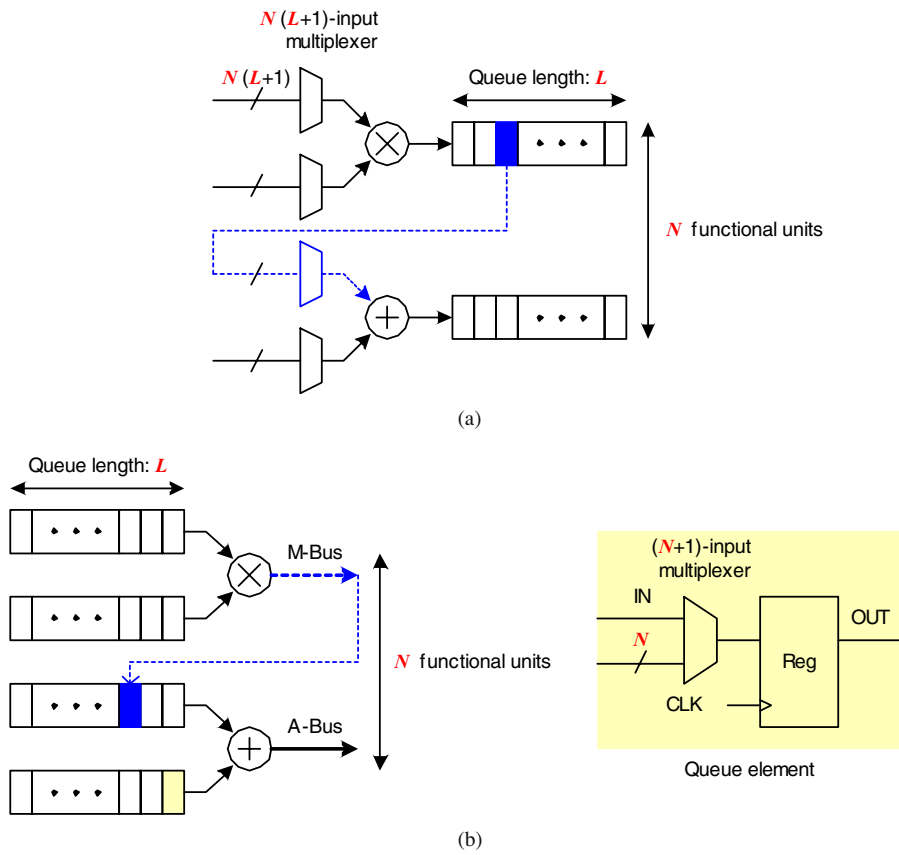 N (L+1)-input
multiplexer
N (L+1)
Queue length: L
N functional units
(a)
Queue length: L
M-Bus
N functional units
A-Bus
(N+1)-input
multiplexer
IN
N
OUT
Reg
CLK
Queue element
(b)